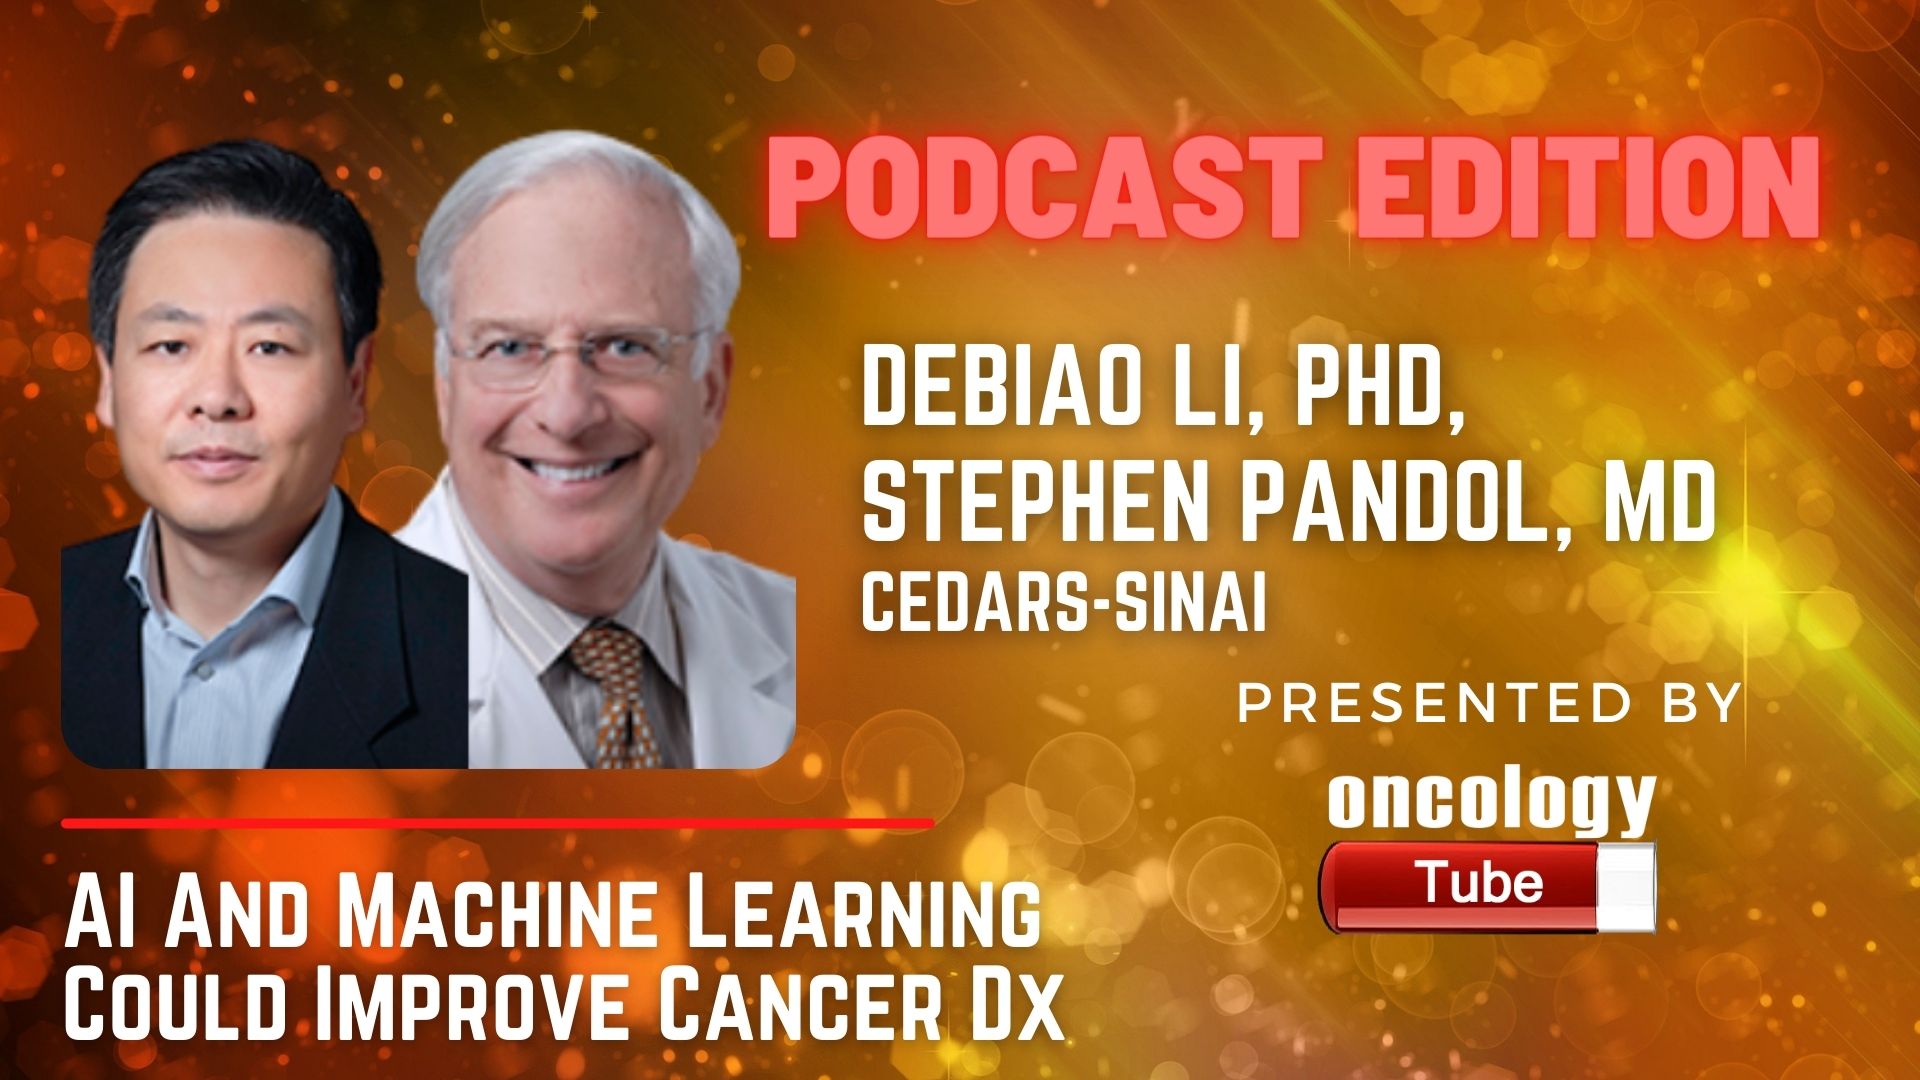 PODCAST EDITION
DEBIAO LI, PHD,
STEPHEN PANDOL, MD
CEDARS-SINAI
PRESENTED BY
oncology
Tube
AI AND MACHINE LEARNING
COULD IMPROVE CANCER DX